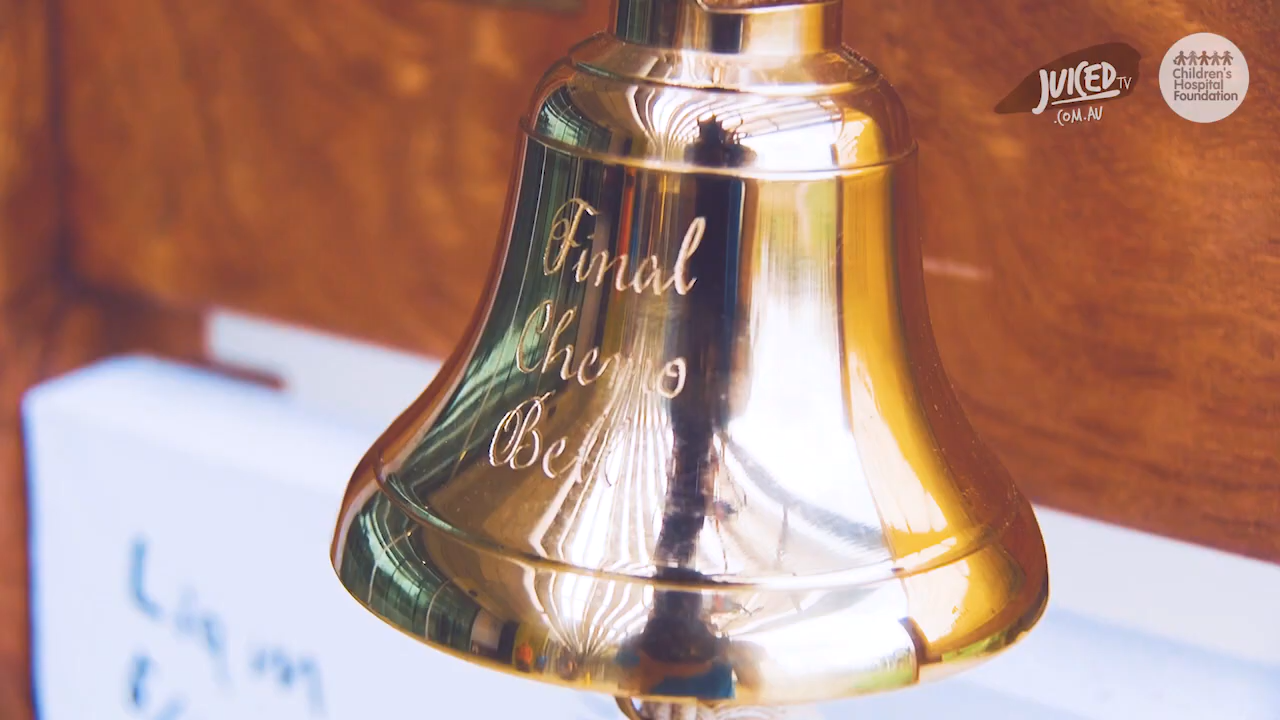 JUICED TV
.COM.AU
Children's
Hospital
Foundation
Final
Chemo
Bell